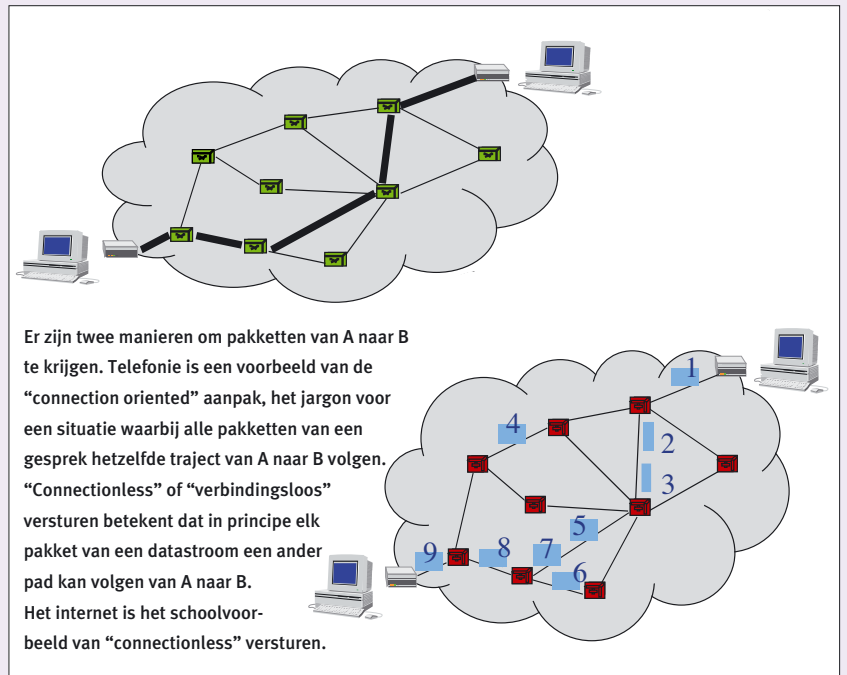 Er zijn twee manieren om pakketten van A naar B
te krijgen. Telefonie is een voorbeeld van de
“connection oriented” aanpak, het jargon voor
een situatie waarbij alle pakketten van een
gesprek hetzelfde traject van A naar B volgen.
“Connectionless” of “verbindingsloos”
versturen betekent dat in principe elk
pakket van een datastroom een ander
pad kan volgen van A naar B.
Het internet is het schoolvoor-
beeld van “connectionless” versturen.
1
4
2
3
5
7
8
9
6